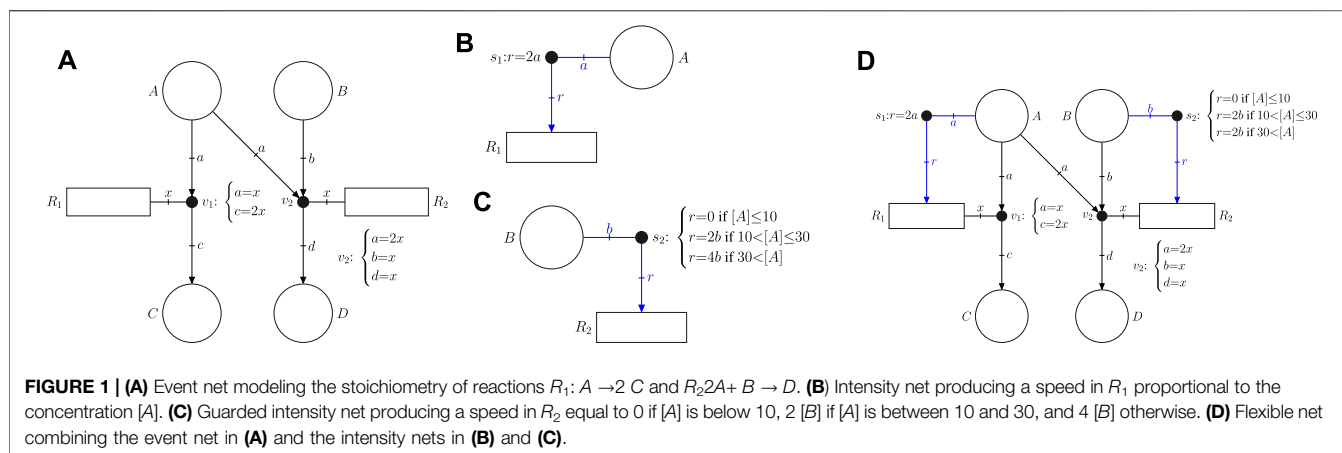 A
A
B
a
a
b
R₁
x
v₁:
{a=x
c=2x
v₂
x
R₂
c
d
v₂:
{a=2x
b=x
d=x
C
D
B
s₁:r=2a
a
A
r
R₁
C
B
b
s₂:
{r=0 if [A]≤10
r=2b if 10<[A]≤30
r=4b if 30<[A]
r
R₂
D
s₁:r=2a
a
A
B
b
s₂:
{r=0 if [A]≤10
r=2b if 10<[A]≤30
r=2b if 30<[A]
r
a
a
b
r
R₁
x
v₁:
{a=x
c=2x
v₂
x
R₂
c
d
v₂:
{a=2x
b=x
d=x
C
D
FIGURE 1 | (A) Event net modeling the stoichiometry of reactions R₁: A →2 C and R₂2A+ B → D. (B) Intensity net producing a speed in R₁ proportional to the
concentration [A]. (C) Guarded intensity net producing a speed in R₂ equal to 0 if [A] is below 10, 2 [B] if [A] is between 10 and 30, and 4 [B] otherwise. (D) Flexible net
combining the event net in (A) and the intensity nets in (B) and (C).